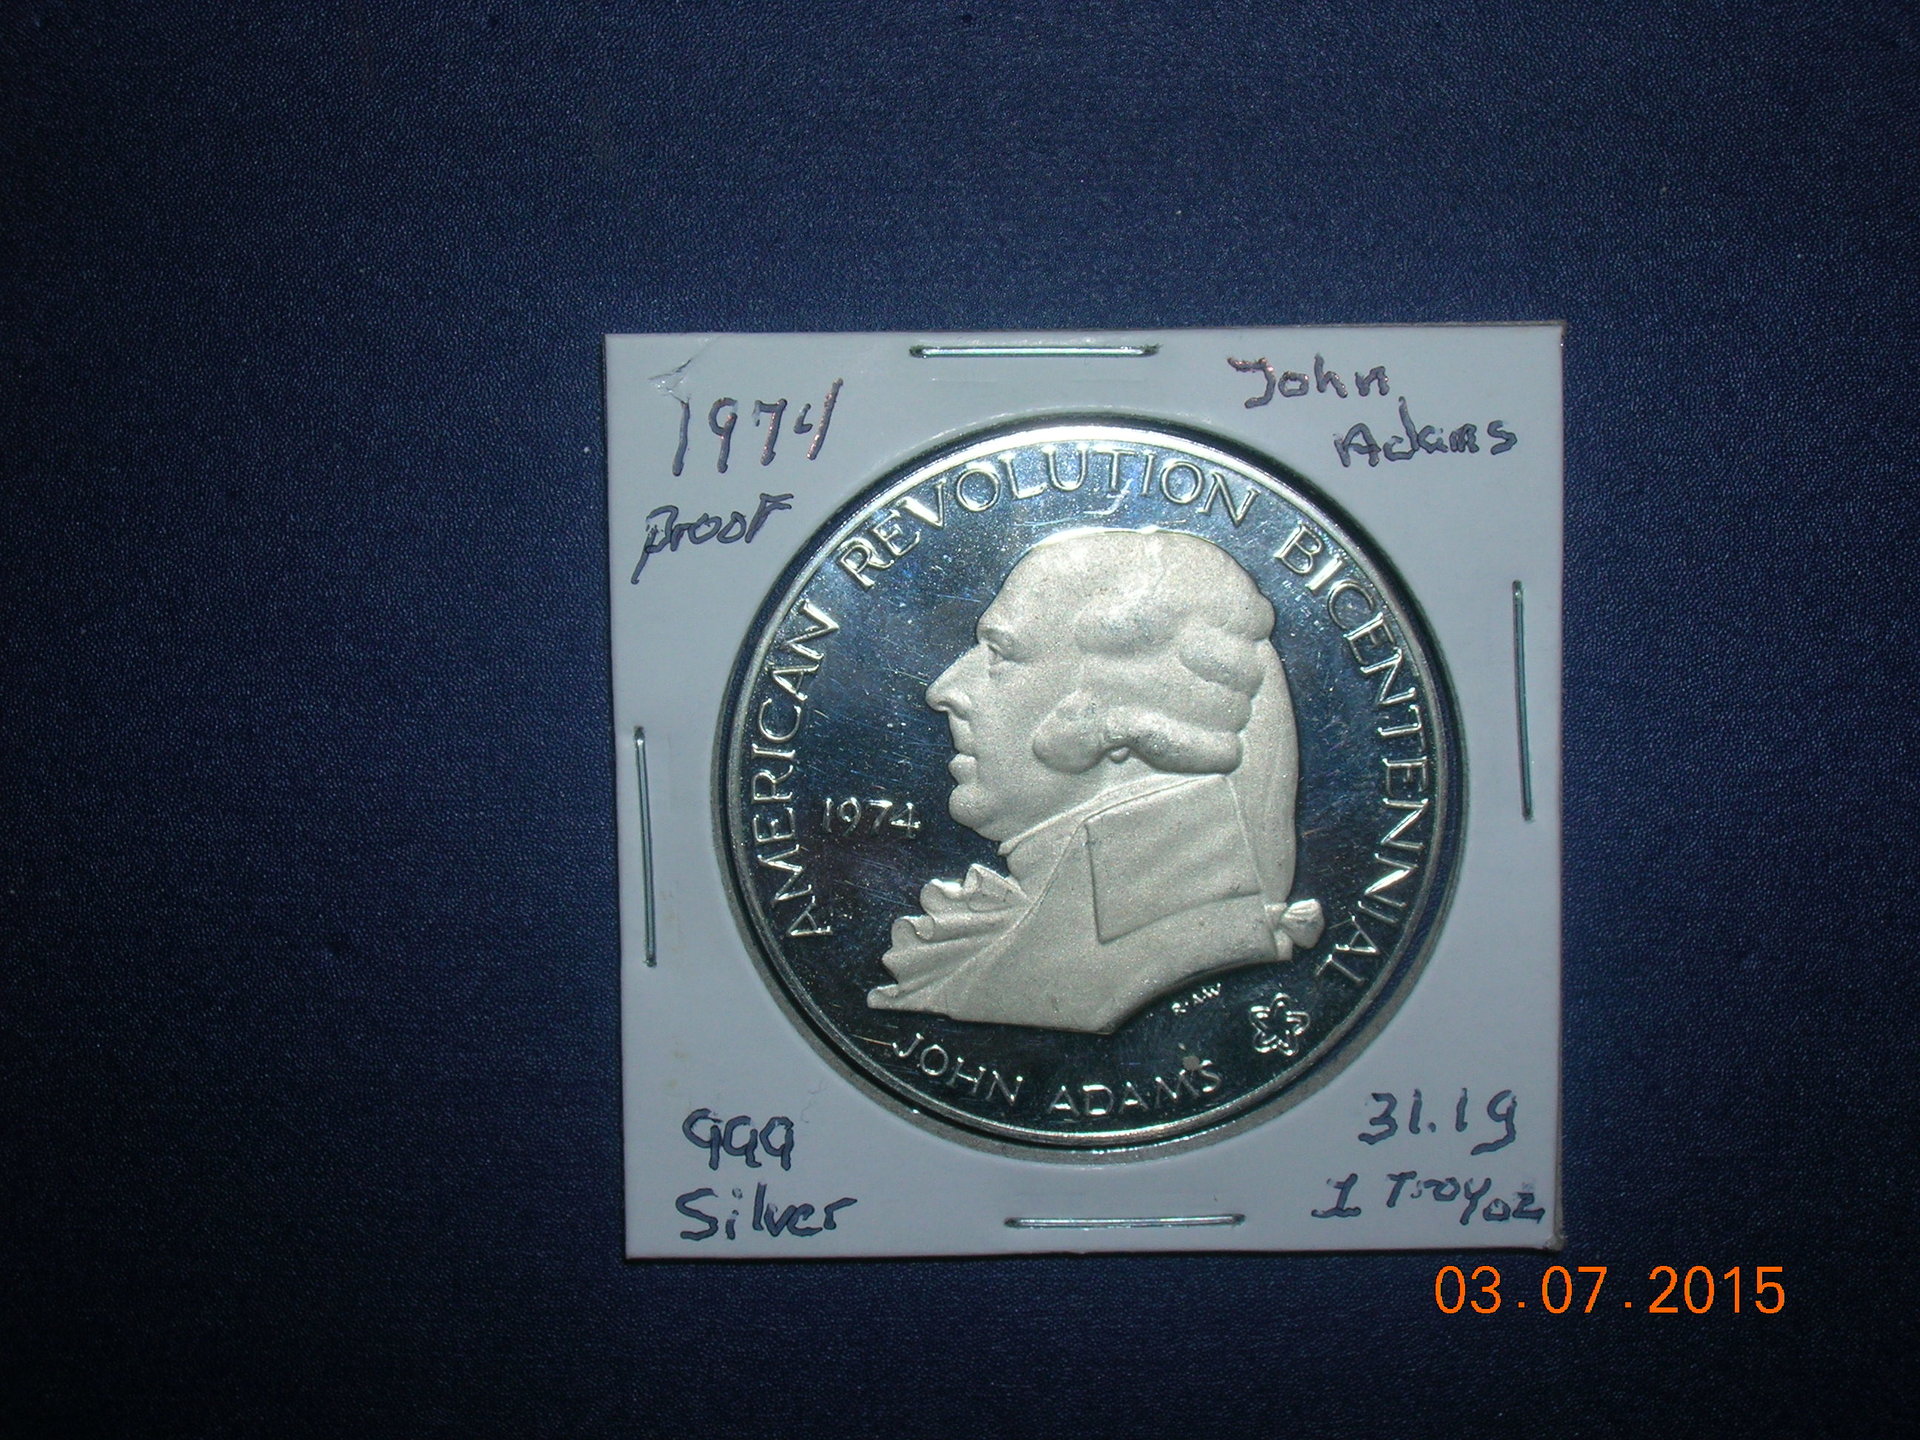 1974
Proof
John
Adams
AMERICAN REVOLUTION BICENTENNIAL
1974
JOHN ADAMS
999
Silver
31.1g
1 Troy oz
03.07.2015